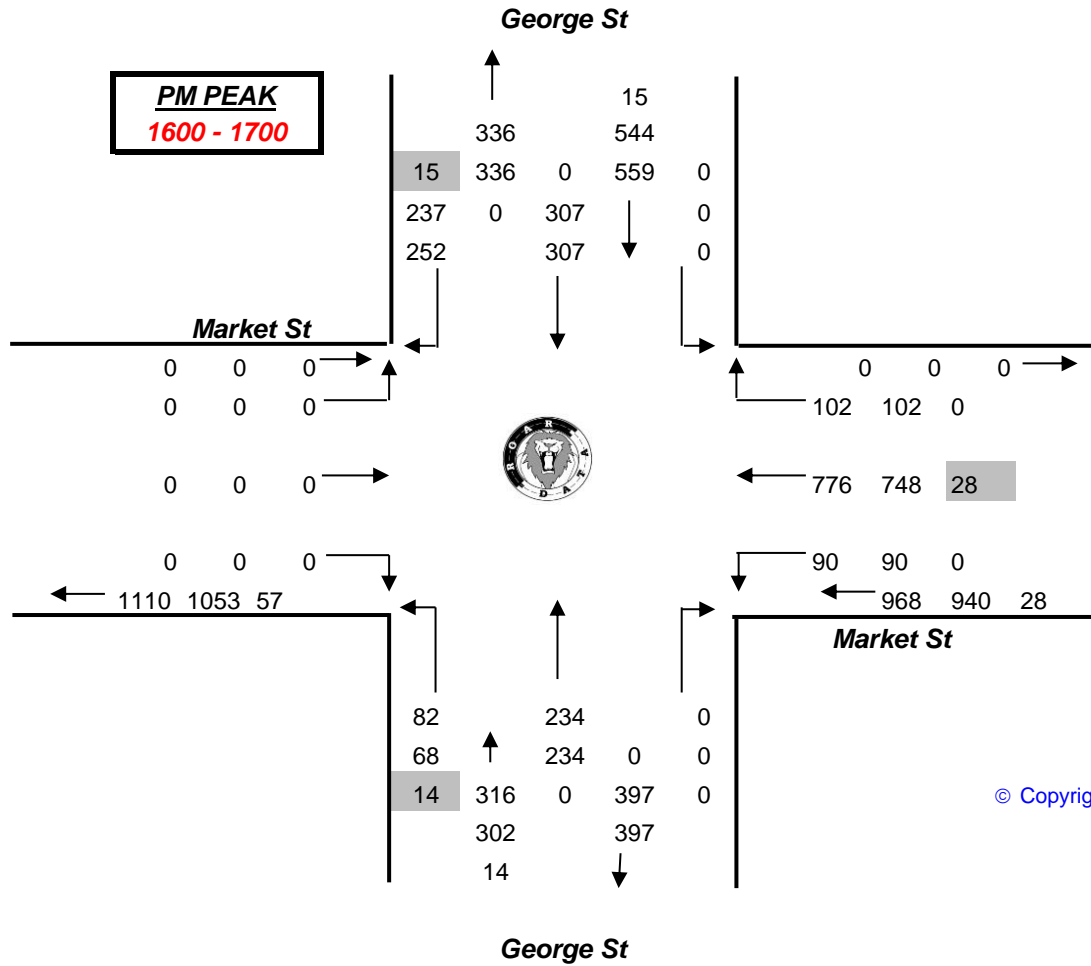 George St
PM PEAK
1600 - 1700
15
336 544
15 336 0 559 0
237 0 307 0
252 307 0
Market St
0 0 0
0 0 0
102 102 0
0 0 0
0 0 0
776 748 28
0 0 0
90 90 0
1110 1053 57
968 940 28
Market St
ROAR DATA
82 234 0
68 234 0 0
14 316 0 397 0
302 397
14
© Copyrig
George St